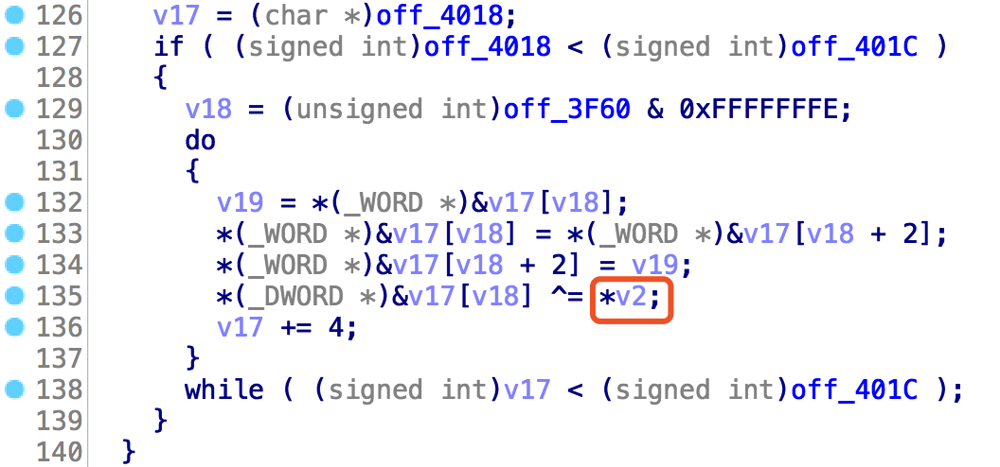 126 v17 = (char *)off_4018;
127 if ( (signed int)off_4018 < (signed int)off_401C )
128 {
129 v18 = (unsigned int)off_3F60 & 0xFFFFFFFE;
130 do
131 {
132 v19 = *(_WORD *)&v17[v18];
133 *(_WORD *)&v17[v18] = *(_WORD *)&v17[v18 + 2];
134 *(_WORD *)&v17[v18 + 2] = v19;
135 *(_DWORD *)&v17[v18] ^= *v2;
136 v17 += 4;
137 }
138 while ( (signed int)v17 < (signed int)off_401C );
139 }
140 }